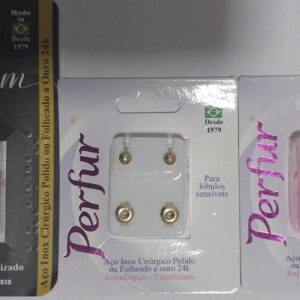 Made in
Desde
1979
Aço Inox Cirúrgico Polido ou Folheado a Ouro 24k
Perfur
Desde
1979
Para
lóbulos
sensíveis
Aço Inox Cirúrgico Polido
ou Folheado a ouro 24k
Antialérgico - Esterilizado
Perfur